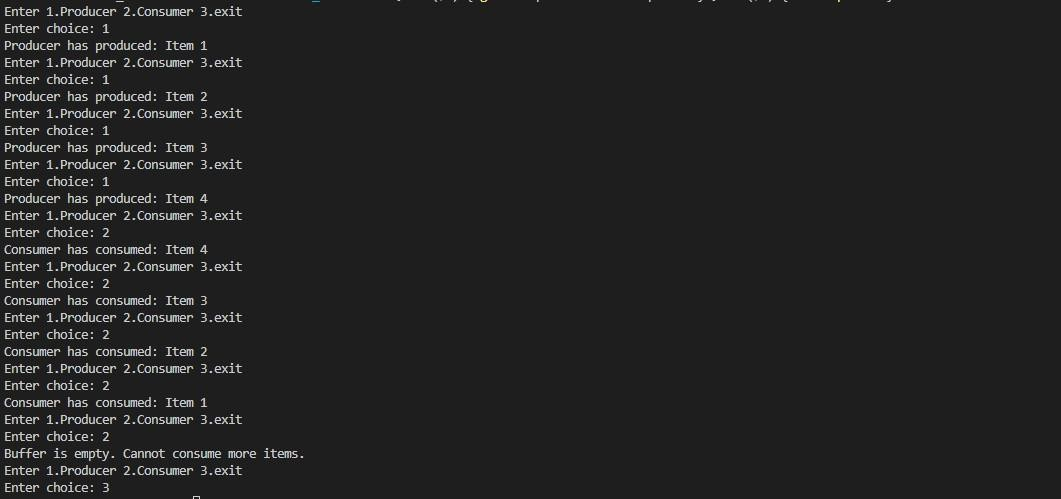 Enter 1.Producer 2.Consumer 3.exit
Enter choice: 1
Producer has produced: Item 1
Enter 1.Producer 2.Consumer 3.exit
Enter choice: 1
Producer has produced: Item 2
Enter 1.Producer 2.Consumer 3.exit
Enter choice: 1
Producer has produced: Item 3
Enter 1.Producer 2.Consumer 3.exit
Enter choice: 1
Producer has produced: Item 4
Enter 1.Producer 2.Consumer 3.exit
Enter choice: 2
Consumer has consumed: Item 4
Enter 1.Producer 2.Consumer 3.exit
Enter choice: 2
Consumer has consumed: Item 3
Enter 1.Producer 2.Consumer 3.exit
Enter choice: 2
Consumer has consumed: Item 2
Enter 1.Producer 2.Consumer 3.exit
Enter choice: 2
Consumer has consumed: Item 1
Enter 1.Producer 2.Consumer 3.exit
Enter choice: 2
Buffer is empty. Cannot consume more items.
Enter 1.Producer 2.Consumer 3.exit
Enter choice: 3